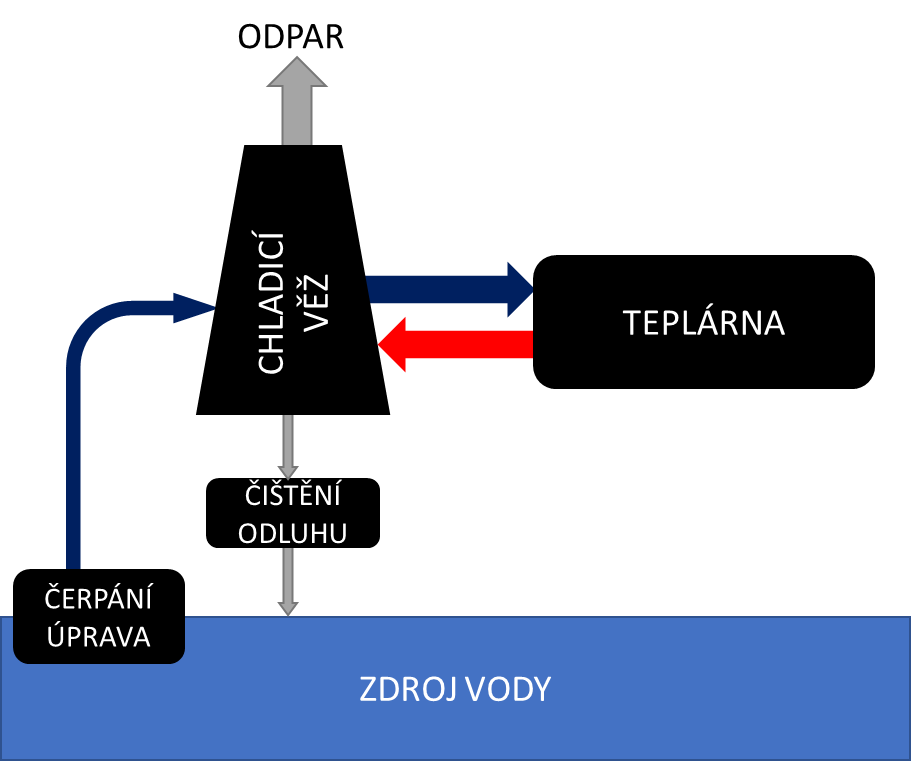 ODPAR
CHLADICÍ
VĚŽ
TEPLÁRNA
ČIŠTĚNÍ
ODLUHU
ČERPÁNÍ
ÚPRAVA
ZDROJ VODY